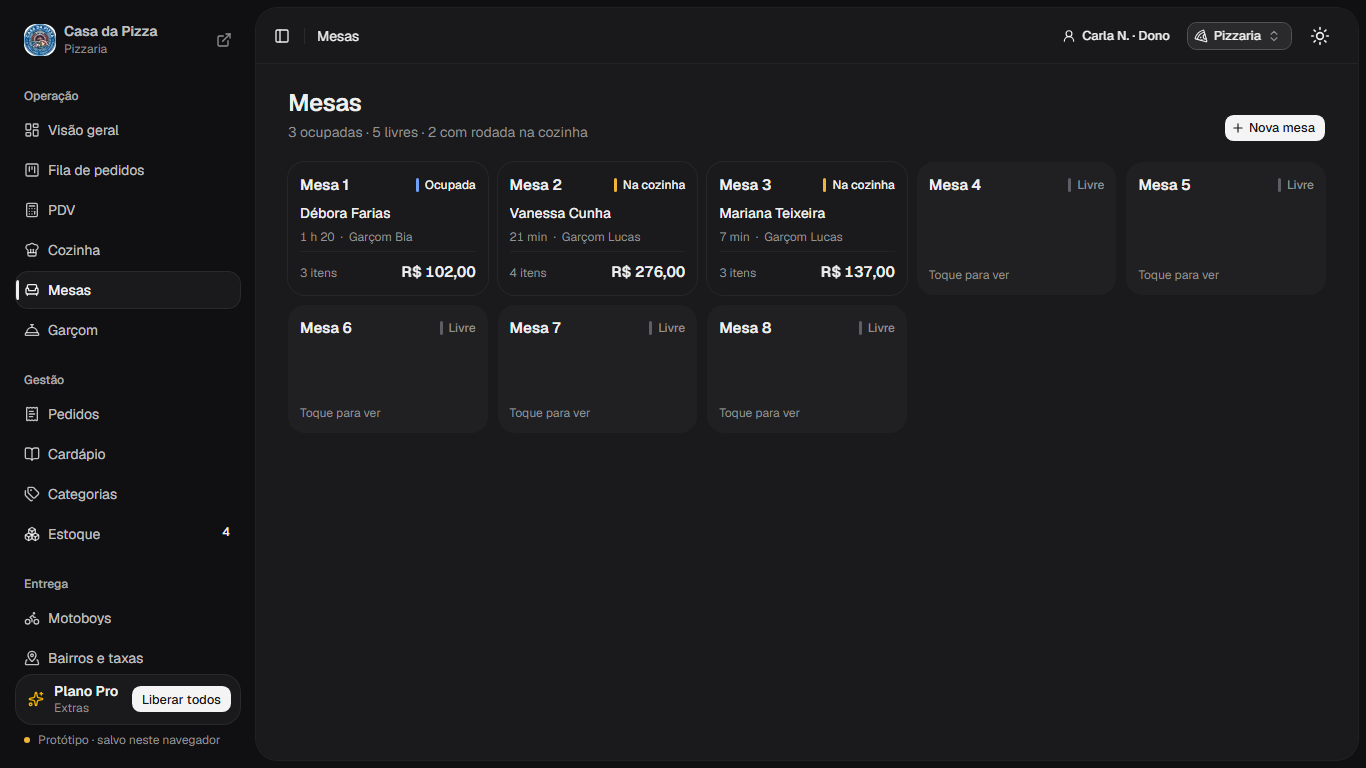 Casa da Pizza
Pizzaria
Operação
Visão geral
Fila de pedidos
PDV
Cozinha
Mesas
Garçom
Gestão
Pedidos
Cardápio
Categorias
Estoque 4
Entrega
Motoboys
Bairros e taxas
Plano Pro
Extras
Liberar todos
Protótipo · salvo neste navegador
Mesas
Carla N. · Dono
Pizzaria
Mesas
3 ocupadas · 5 livres · 2 com rodada na cozinha
+ Nova mesa
Mesa 1 Ocupada
Débora Farias
1 h 20 · Garçom Bia
3 itens R$ 102,00
Mesa 2 Na cozinha
Vanessa Cunha
21 min · Garçom Lucas
4 itens R$ 276,00
Mesa 3 Na cozinha
Mariana Teixeira
7 min · Garçom Lucas
3 itens R$ 137,00
Mesa 4 Livre
Toque para ver
Mesa 5 Livre
Toque para ver
Mesa 6 Livre
Toque para ver
Mesa 7 Livre
Toque para ver
Mesa 8 Livre
Toque para ver